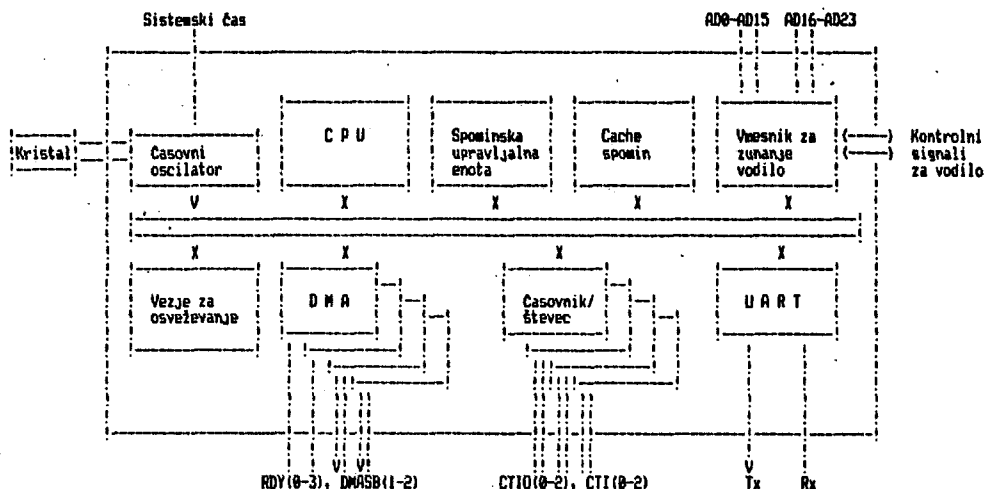 Sistemski čas
AD0-AD15 AD16-AD23
Kristal
Časovni
oscilator
C P U
Spominska
upravljalna
enota
Cache
spomin
Vmesnik za
zunanje
vodilo
Kontrolni
signali
za vodilo
V X X X X
X X X X
Vezje za
osveževanje
D M A
Časovnik/
števec
U A R T
V V V
RDY(0-3), DMASB(1-2)
CTIO(0-2), CTI(0-2)
Tx Rx